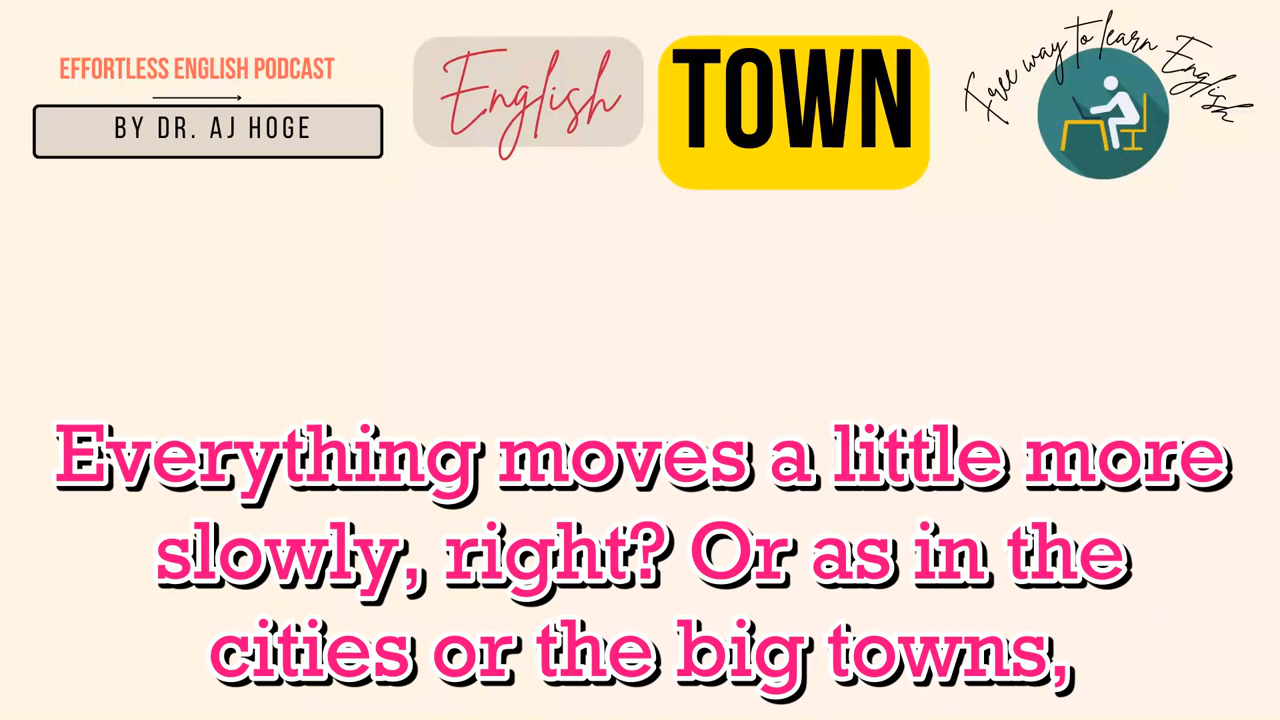 EFFORTLESS ENGLISH PODCAST
BY DR. AJ HOGE
English
TOWN
Free way to learn English
Everything moves a little more
slowly, right? Or as in the
cities or the big towns,